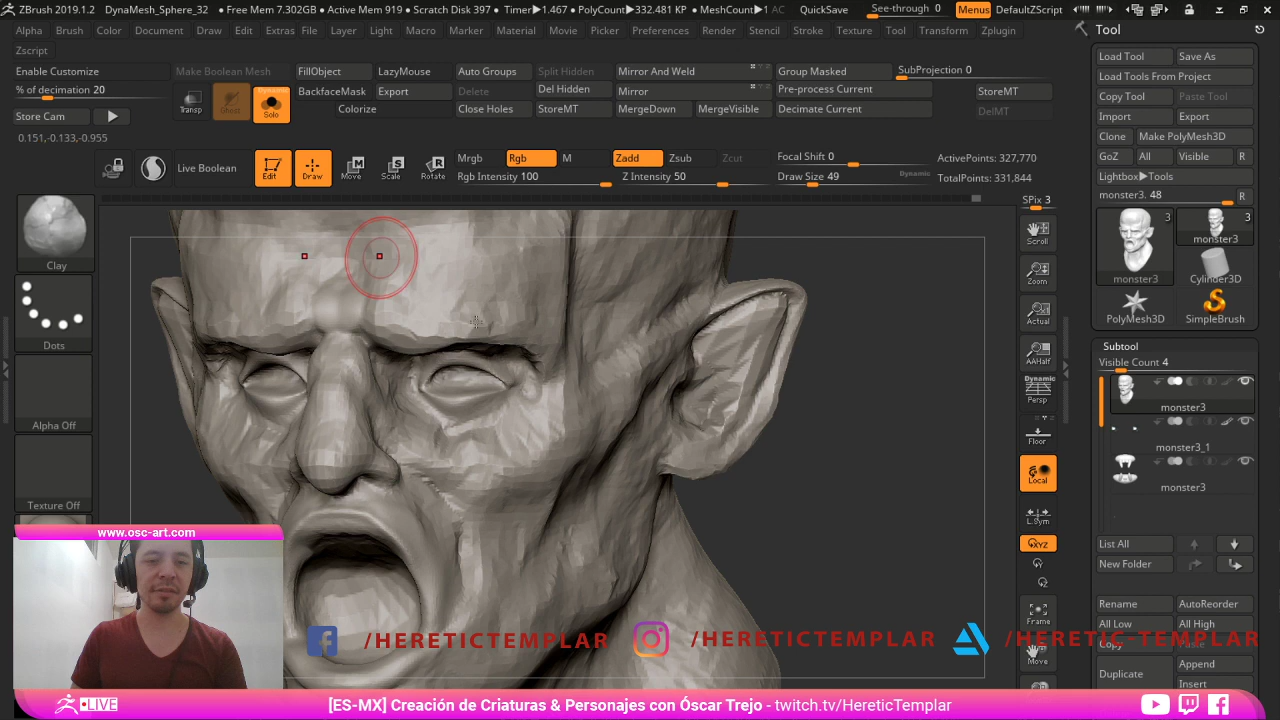 ZBrush 2019.1.2 DynaMesh_Sphere_32 • Free Mem 7.302GB • Active Mem 919 • Scratch Disk 397 • Timer▶1.467 • PolyCount▶332.481 KP • MeshCount▶1 AC QuickSave See-through 0 Menus DefaultZScript
Alpha Brush Color Document Draw Edit Extras File Layer Light Macro Marker Material Movie Picker Preferences Render Stencil Stroke Texture Tool Transform Zplugin
Zscript
Tool
Enable Customize Make Boolean Mesh FillObject LazyMouse Auto Groups Split Hidden Mirror And Weld Group Masked SubProjection 0
% of decimation 20 Transp Ghost Dynamic Solo BackfaceMask Export Delete Del Hidden Mirror Pre-process Current StoreMT
Store Cam Colorize Close Holes StoreMT MergeDown MergeVisible Decimate Current DelMT
0.151,-0.133,-0.955
Live Boolean Edit Draw Move Scale Rotate Mrgb Rgb M Zadd Zsub Zcut Focal Shift 0 ActivePoints: 327,770
Rgb Intensity 100 Z Intensity 50 Draw Size 49 Dynamic TotalPoints: 331,844
Load Tool Save As
Load Tools From Project
Copy Tool Paste Tool
Import Export
Clone Make PolyMesh3D
GoZ All Visible R
Lightbox▶Tools
monster3. 48 R
3 3
monster3
monster3 Cylinder3D
PolyMesh3D SimpleBrush
Subtool
Visible Count 4
monster3
monster3_1
monster3
List All
New Folder
Rename AutoReorder
All Low All High
Copy Paste
Duplicate Append
Insert
SPix 3
Scroll
Zoom
Actual
AAHalf
Dynamic
Persp
Floor
Local
L.Sym
XYZ
Frame
Move
Clay
Dots
Alpha Off
Texture Off
www.osc-art.com
/HERETICTEMPLAR /HERETICTEMPLAR /HERETIC-TEMPLAR
LIVE [ES-MX] Creación de Criaturas & Personajes con Óscar Trejo - twitch.tv/HereticTemplar